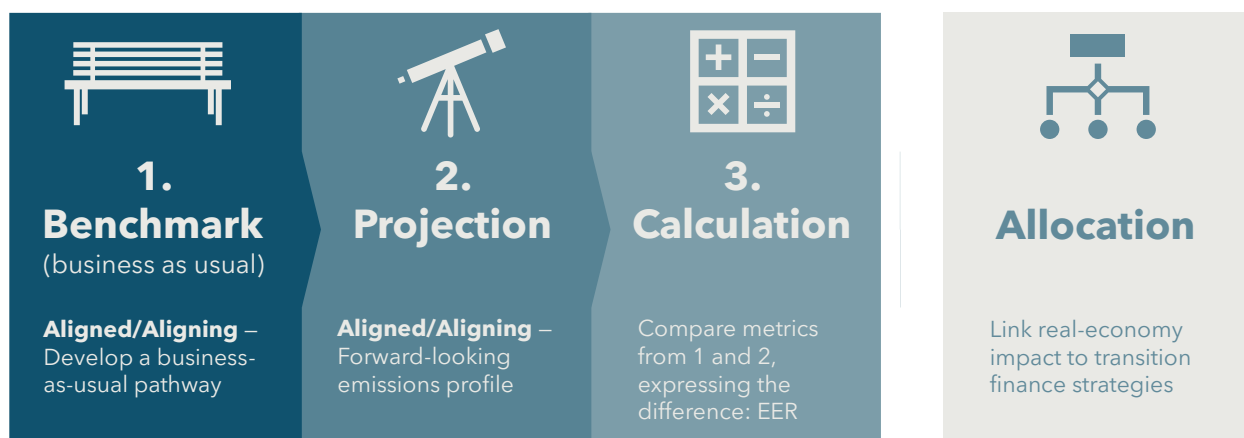 1.
Benchmark
(business as usual)
Aligned/Aligning –
Develop a business-
as-usual pathway
2.
Projection
Aligned/Aligning –
Forward-looking
emissions profile
3.
Calculation
Compare metrics
from 1 and 2,
expressing the
difference: EER
Allocation
Link real-economy
impact to transition
finance strategies